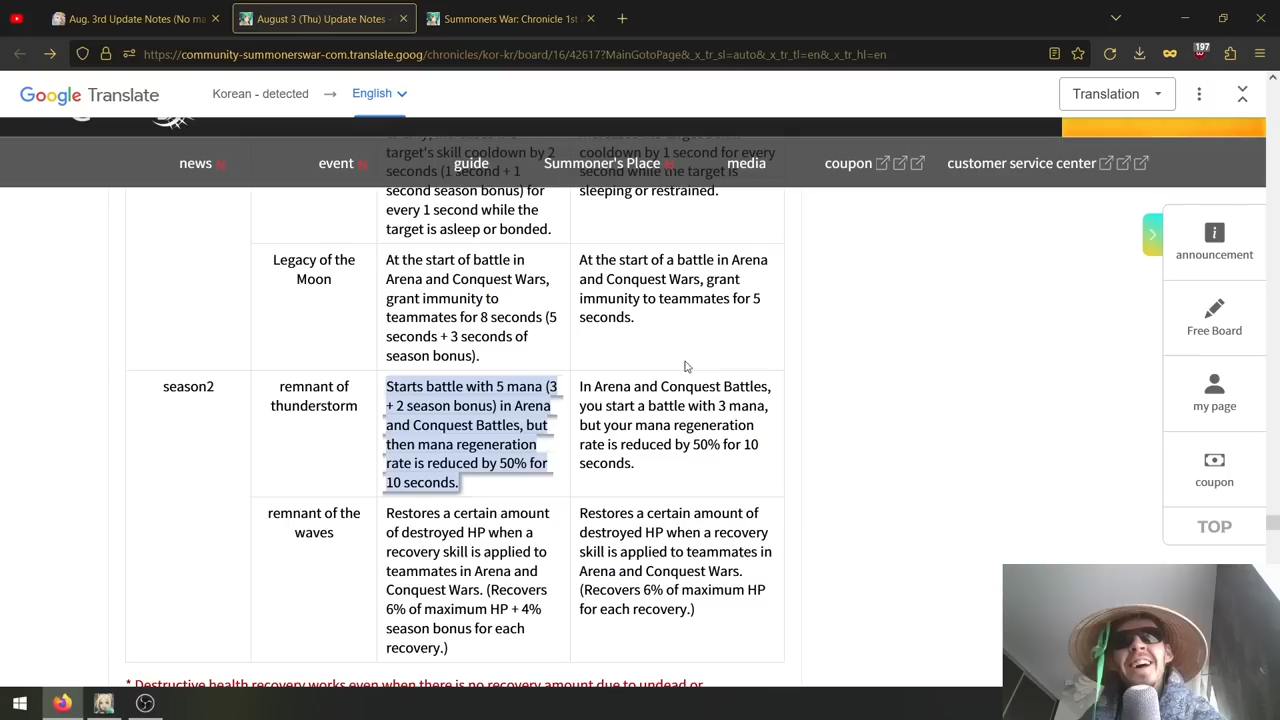 Aug. 3rd Update Notes (No ma
August 3 (Thu) Update Notes -
Summoners War: Chronicle 1st
https://community-summonerswar-com.translate.goog/chronicles/kor-kr/board/16/42617?MainGotoPage&_x_tr_sl=auto&_x_tr_tl=en&_x_tr_hl=en
197
Google Translate
Korean - detected
English
Translation
news
event
guide
Summoner's Place
media
coupon
customer service center
target's skill cooldown by 2
seconds (1 second + 1
second season bonus) for
every 1 second while the
target is asleep or bonded.
cooldown by 1 second for every
second while the target is
sleeping or restrained.
Legacy of the
Moon
At the start of battle in
Arena and Conquest Wars,
grant immunity to
teammates for 8 seconds (5
seconds + 3 seconds of
season bonus).
At the start of a battle in Arena
and Conquest Wars, grant
immunity to teammates for 5
seconds.
season2
remnant of
thunderstorm
Starts battle with 5 mana (3
+ 2 season bonus) in Arena
and Conquest Battles, but
then mana regeneration
rate is reduced by 50% for
10 seconds.
In Arena and Conquest Battles,
you start a battle with 3 mana,
but your mana regeneration
rate is reduced by 50% for 10
seconds.
remnant of the
waves
Restores a certain amount
of destroyed HP when a
recovery skill is applied to
teammates in Arena and
Conquest Wars. (Recovers
6% of maximum HP + 4%
season bonus for each
recovery.)
Restores a certain amount of
destroyed HP when a recovery
skill is applied to teammates in
Arena and Conquest Wars.
(Recovers 6% of maximum HP
for each recovery.)
* Destructive health recovery works even when there is no recovery amount due to undead or
announcement
Free Board
my page
coupon
TOP